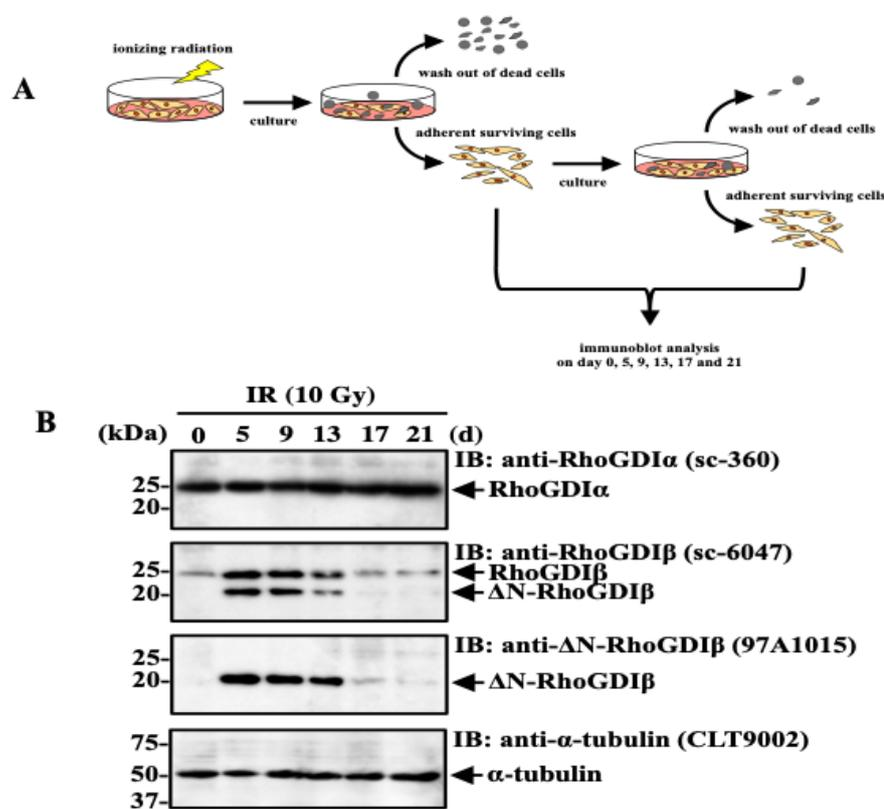 A
ionizing radiation
culture
wash out of dead cells
adherent surviving cells
culture
wash out of dead cells
adherent surviving cells
immunoblot analysis
on day 0, 5, 9, 13, 17 and 21
B
IR (10 Gy)
(kDa) 0 5 9 13 17 21 (d)
IB: anti-RhoGDIα (sc-360)
25- RhoGDIα
20-
IB: anti-RhoGDIβ (sc-6047)
25- RhoGDIβ
20- ΔN-RhoGDIβ
IB: anti-ΔN-RhoGDIβ (97A1015)
25-
20- ΔN-RhoGDIβ
75- IB: anti-α-tubulin (CLT9002)
50- α-tubulin
37-